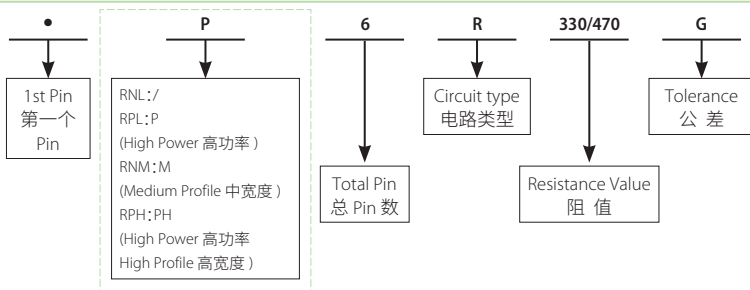 • P 6 R 330/470 G
1st Pin
第一个
Pin
RNL:/
RPL:P
(High Power 高功率 )
RNM:M
(Medium Profile 中宽度 )
RPH:PH
(High Power 高功率
High Profile 高宽度 )
Total Pin
总 Pin 数
Circuit type
电路类型
Resistance Value
阻 值
Tolerance
公 差